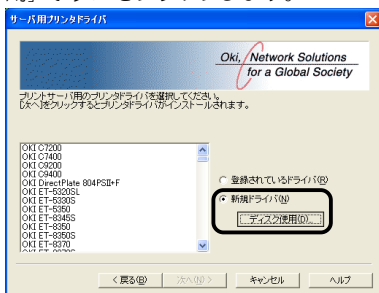 サーバ用プリンタドライバ
Oki, Network Solutions
for a Global Society
プリントサーバ用のプリンタドライバを選択してください。
[次へ]をクリックするとプリンタドライバがインストールされます。
OKI C7200
OKI C7400
OKI C9200
OKI C9400
OKI DirectPlate 804PSII+F
OKI ET-5320SL
OKI ET-5330S
OKI ET-5350
OKI ET-8345S
OKI ET-8350
OKI ET-8350S
OKI ET-8370
登録されているドライバ(R)
新規ドライバ(N)
ディスク使用(D)...
< 戻る(B)
次へ(N) >
キャンセル
ヘルプ